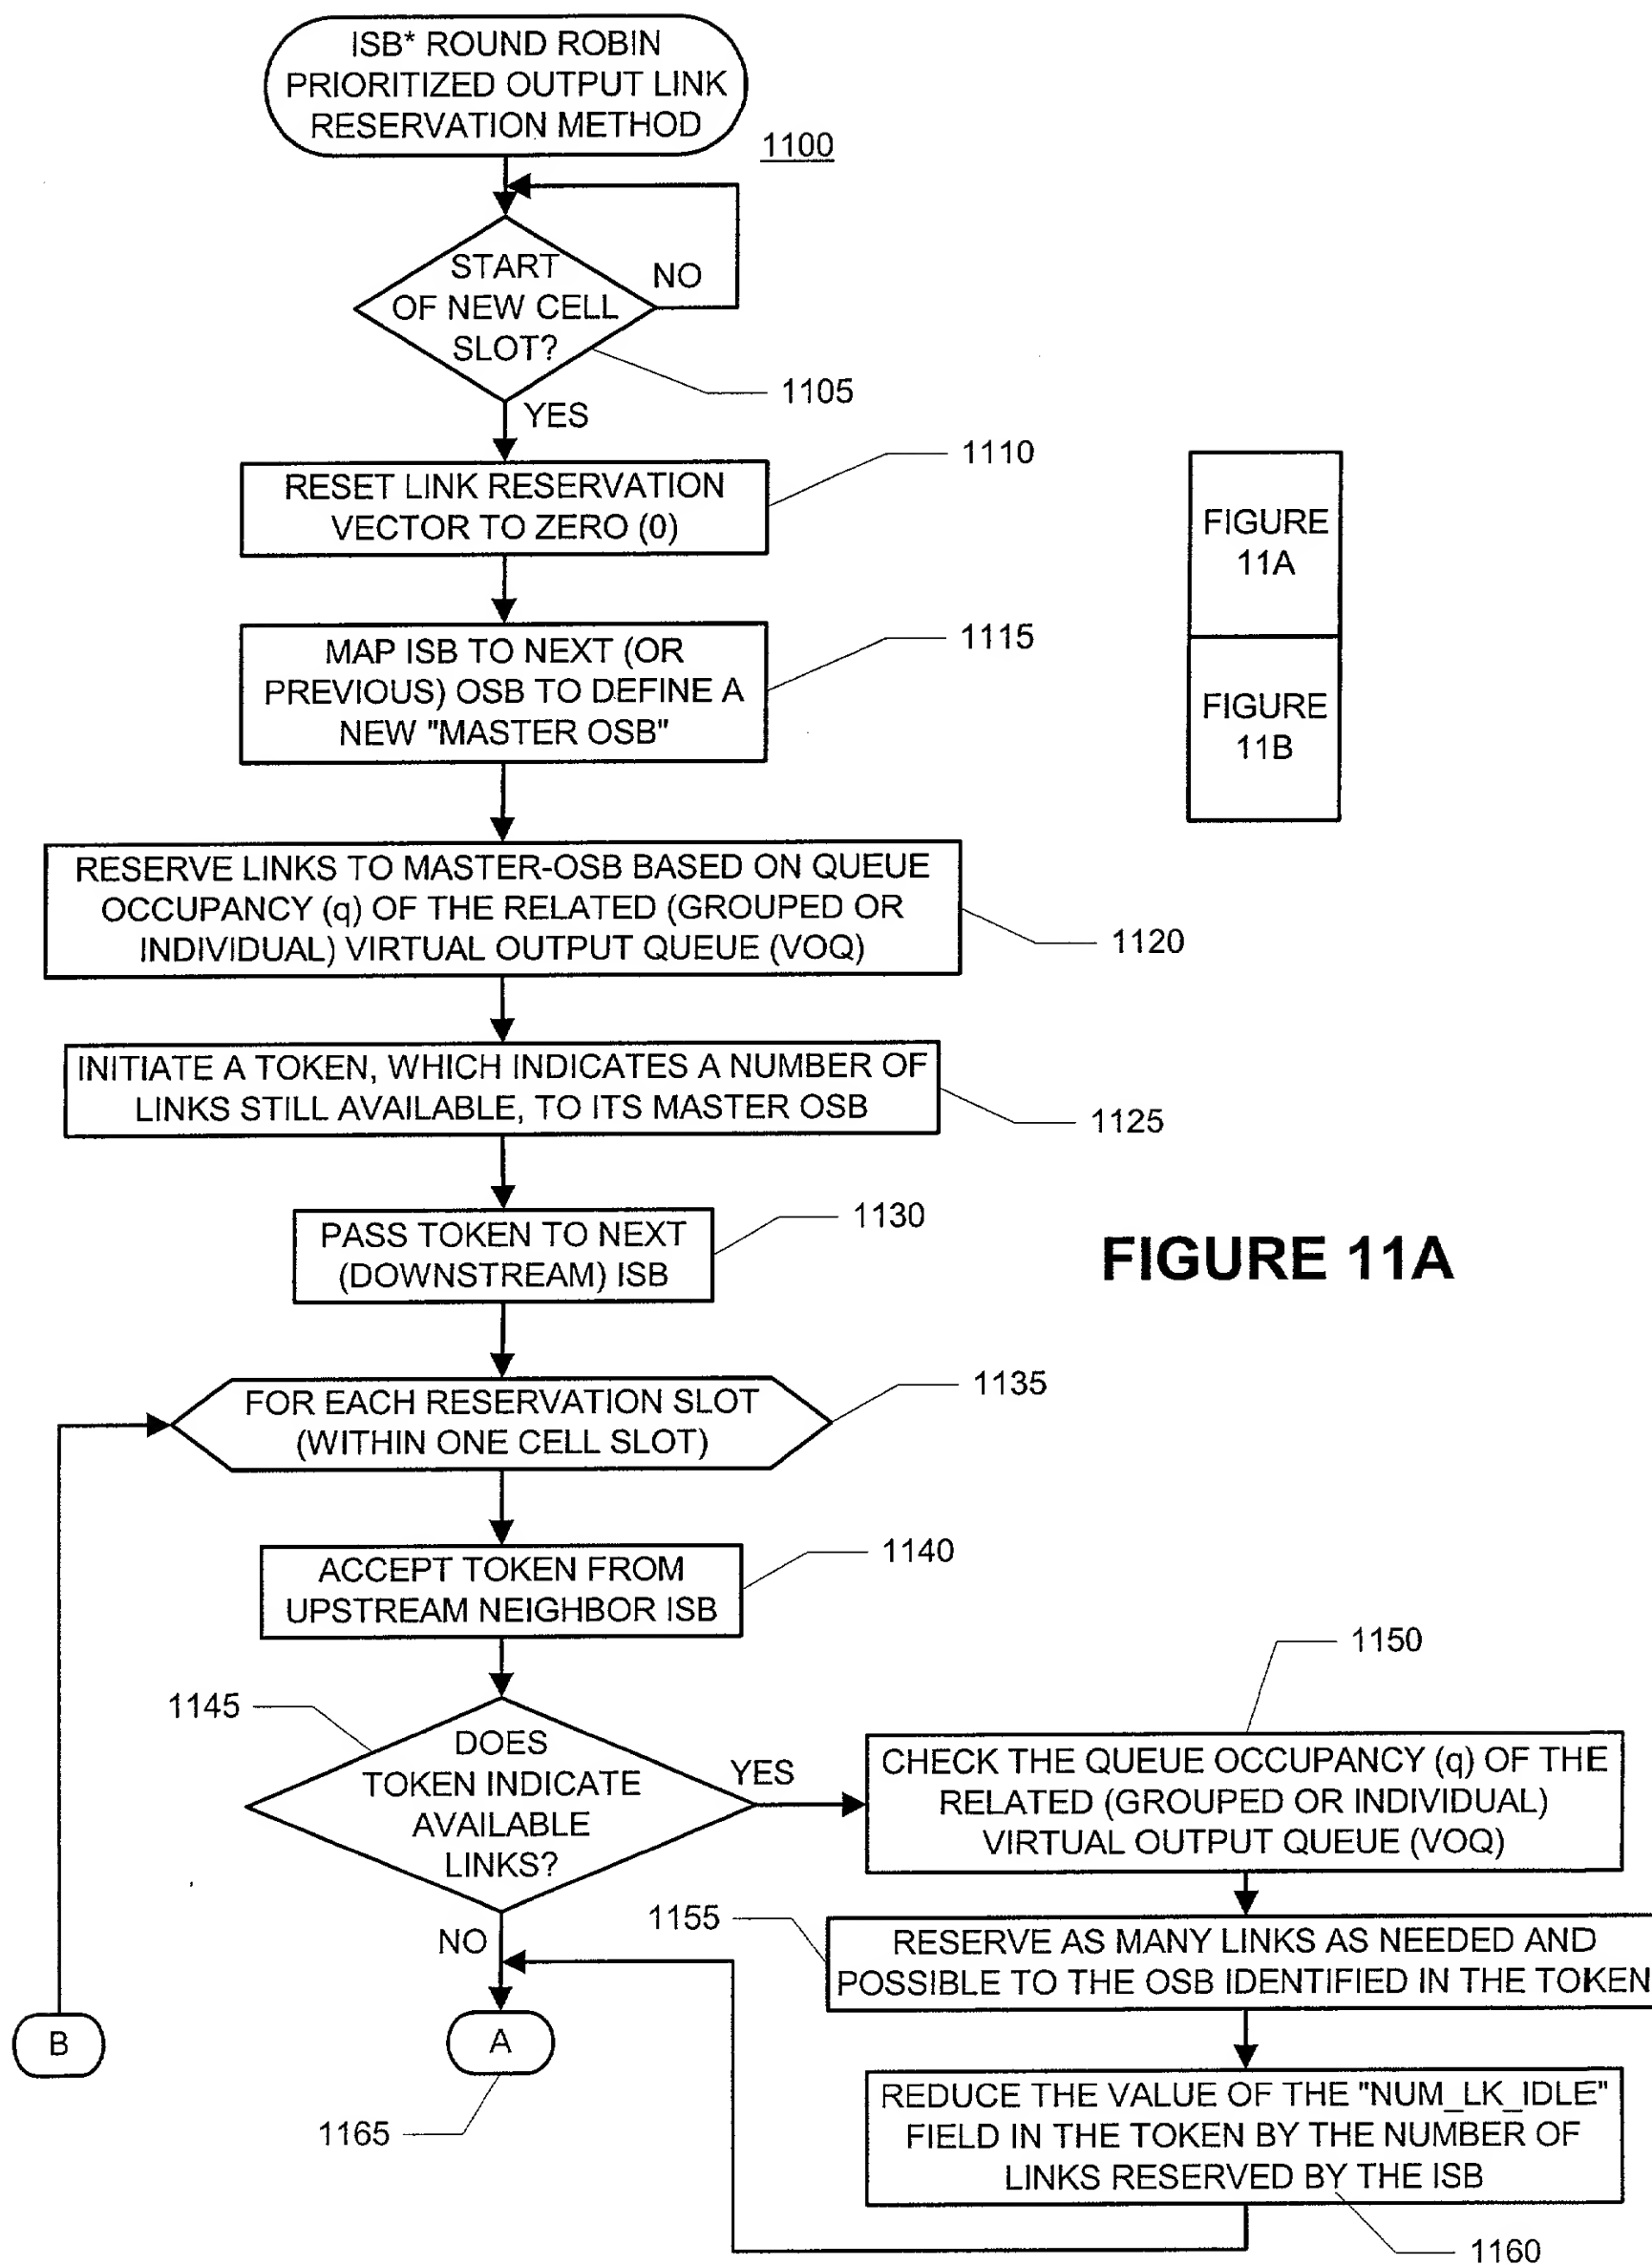 ISB* ROUND ROBIN
PRIORITIZED OUTPUT LINK
RESERVATION METHOD
1100
START
OF NEW CELL
SLOT?
NO
1105
YES
1110
RESET LINK RESERVATION
VECTOR TO ZERO (0)
FIGURE
11A
1115
MAP ISB TO NEXT (OR
PREVIOUS) OSB TO DEFINE A
NEW "MASTER OSB"
FIGURE
11B
RESERVE LINKS TO MASTER-OSB BASED ON QUEUE
OCCUPANCY (q) OF THE RELATED (GROUPED OR
INDIVIDUAL) VIRTUAL OUTPUT QUEUE (VOQ)
1120
INITIATE A TOKEN, WHICH INDICATES A NUMBER OF
LINKS STILL AVAILABLE, TO ITS MASTER OSB
1125
1130
PASS TOKEN TO NEXT
(DOWNSTREAM) ISB
FIGURE 11A
1135
FOR EACH RESERVATION SLOT
(WITHIN ONE CELL SLOT)
1140
ACCEPT TOKEN FROM
UPSTREAM NEIGHBOR ISB
1150
1145
DOES
TOKEN INDICATE
AVAILABLE
LINKS?
YES
CHECK THE QUEUE OCCUPANCY (q) OF THE
RELATED (GROUPED OR INDIVIDUAL)
VIRTUAL OUTPUT QUEUE (VOQ)
1155
NO
RESERVE AS MANY LINKS AS NEEDED AND
POSSIBLE TO THE OSB IDENTIFIED IN THE TOKEN
B
A
REDUCE THE VALUE OF THE "NUM_LK_IDLE"
FIELD IN THE TOKEN BY THE NUMBER OF
LINKS RESERVED BY THE ISB
1165
1160